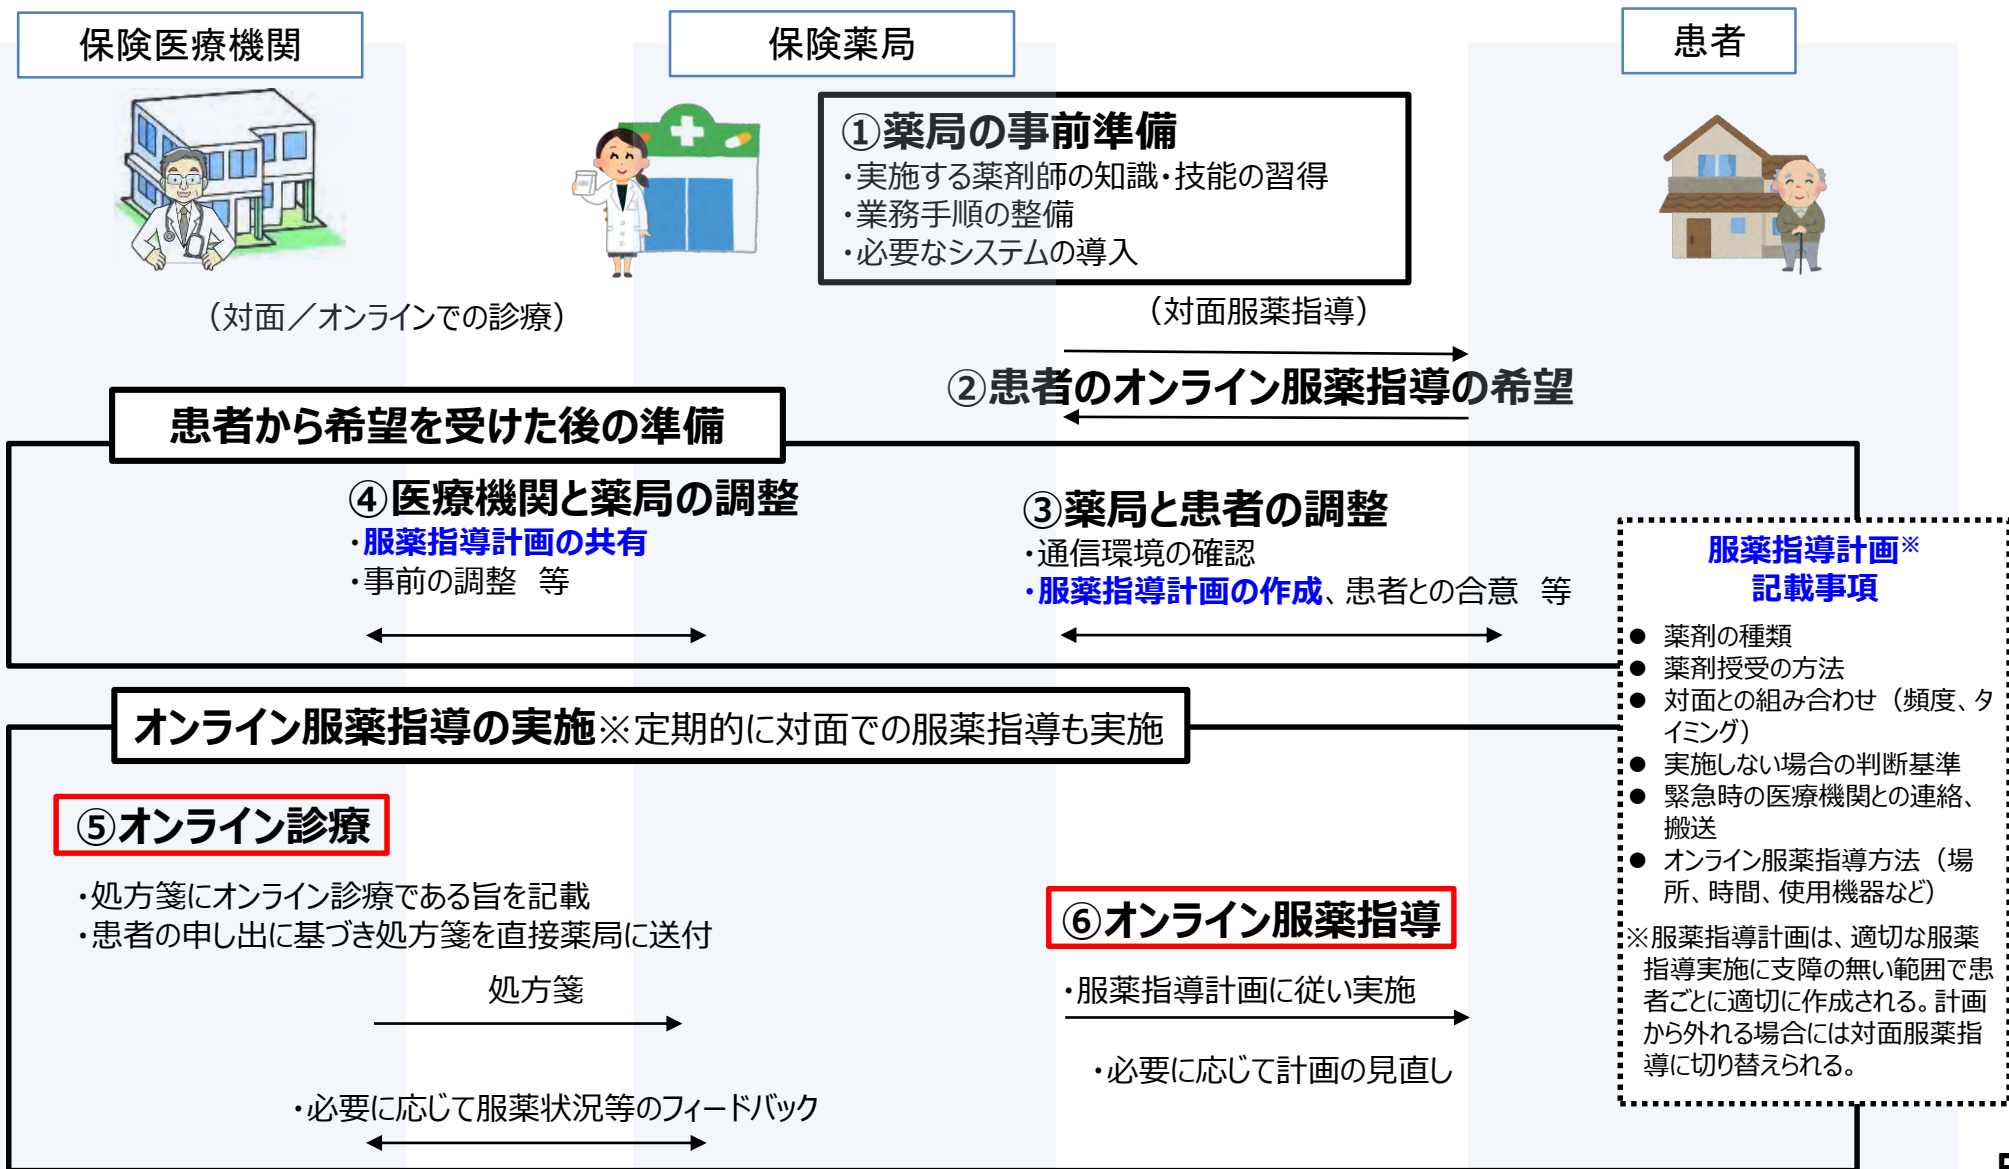 保険医療機関
保険薬局
患者
①薬局の事前準備
・実施する薬剤師の知識・技能の習得
・業務手順の整備
・必要なシステムの導入
（対面／オンラインでの診療）
（対面服薬指導）
②患者のオンライン服薬指導の希望
患者から希望を受けた後の準備
④医療機関と薬局の調整
・服薬指導計画の共有
・事前の調整　等
③薬局と患者の調整
・通信環境の確認
・服薬指導計画の作成、患者との合意　等
服薬指導計画※
記載事項
● 薬剤の種類
● 薬剤授受の方法
● 対面との組み合わせ（頻度、タ
イミング）
● 実施しない場合の判断基準
● 緊急時の医療機関との連絡、
搬送
● オンライン服薬指導方法（場
所、時間、使用機器など）
※服薬指導計画は、適切な服薬
指導実施に支障の無い範囲で患
者ごとに適切に作成される。計画
から外れる場合には対面服薬指
導に切り替えられる。
オンライン服薬指導の実施※定期的に対面での服薬指導も実施
⑤オンライン診療
・処方箋にオンライン診療である旨を記載
・患者の申し出に基づき処方箋を直接薬局に送付
処方箋
・必要に応じて服薬状況等のフィードバック
⑥オンライン服薬指導
・服薬指導計画に従い実施
・必要に応じて計画の見直し